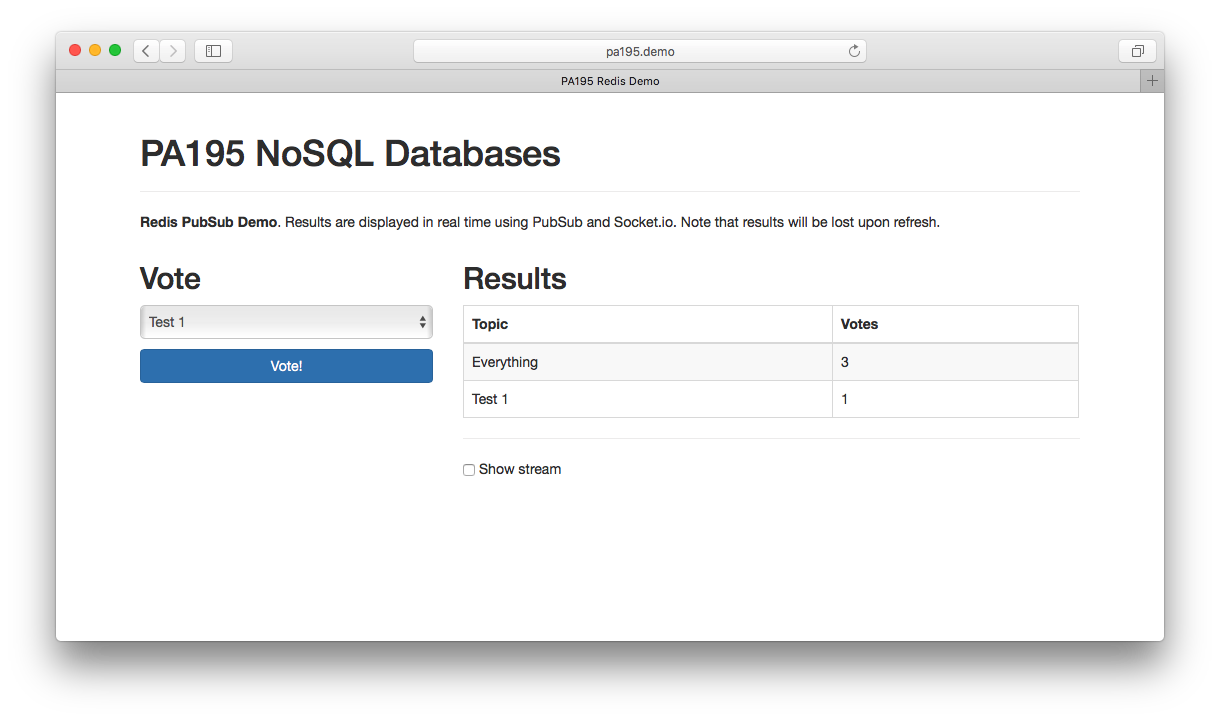 pa195.demo
PA195 Redis Demo
PA195 NoSQL Databases
Redis PubSub Demo. Results are displayed in real time using PubSub and Socket.io. Note that results will be lost upon refresh.
Vote
Test 1
Vote!
Results
Topic Votes
Everything 3
Test 1 1
Show stream